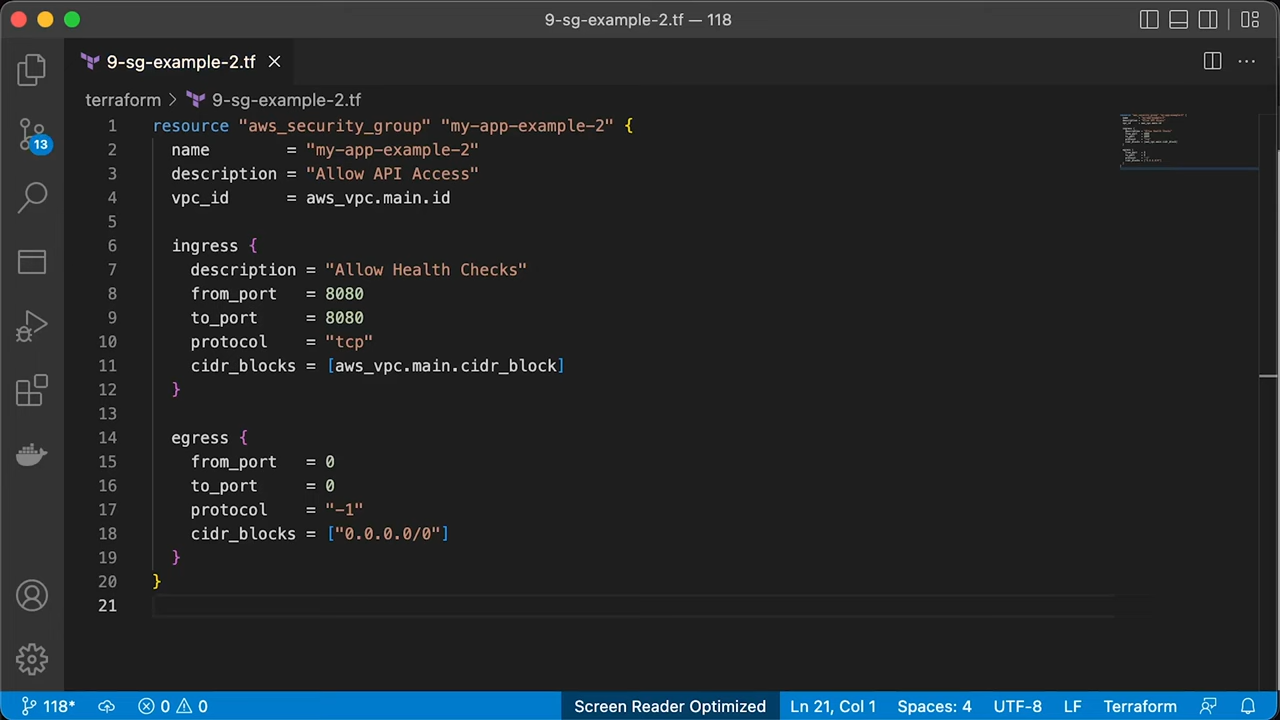 9-sg-example-2.tf — 118
9-sg-example-2.tf
terraform > 9-sg-example-2.tf
13
1 resource "aws_security_group" "my-app-example-2" {
2   name        = "my-app-example-2"
3   description = "Allow API Access"
4   vpc_id      = aws_vpc.main.id
5
6   ingress {
7     description = "Allow Health Checks"
8     from_port   = 8080
9     to_port     = 8080
10     protocol    = "tcp"
11     cidr_blocks = [aws_vpc.main.cidr_block]
12   }
13
14   egress {
15     from_port   = 0
16     to_port     = 0
17     protocol    = "-1"
18     cidr_blocks = ["0.0.0.0/0"]
19   }
20 }
21
118* 0 0 Screen Reader Optimized Ln 21, Col 1 Spaces: 4 UTF-8 LF Terraform